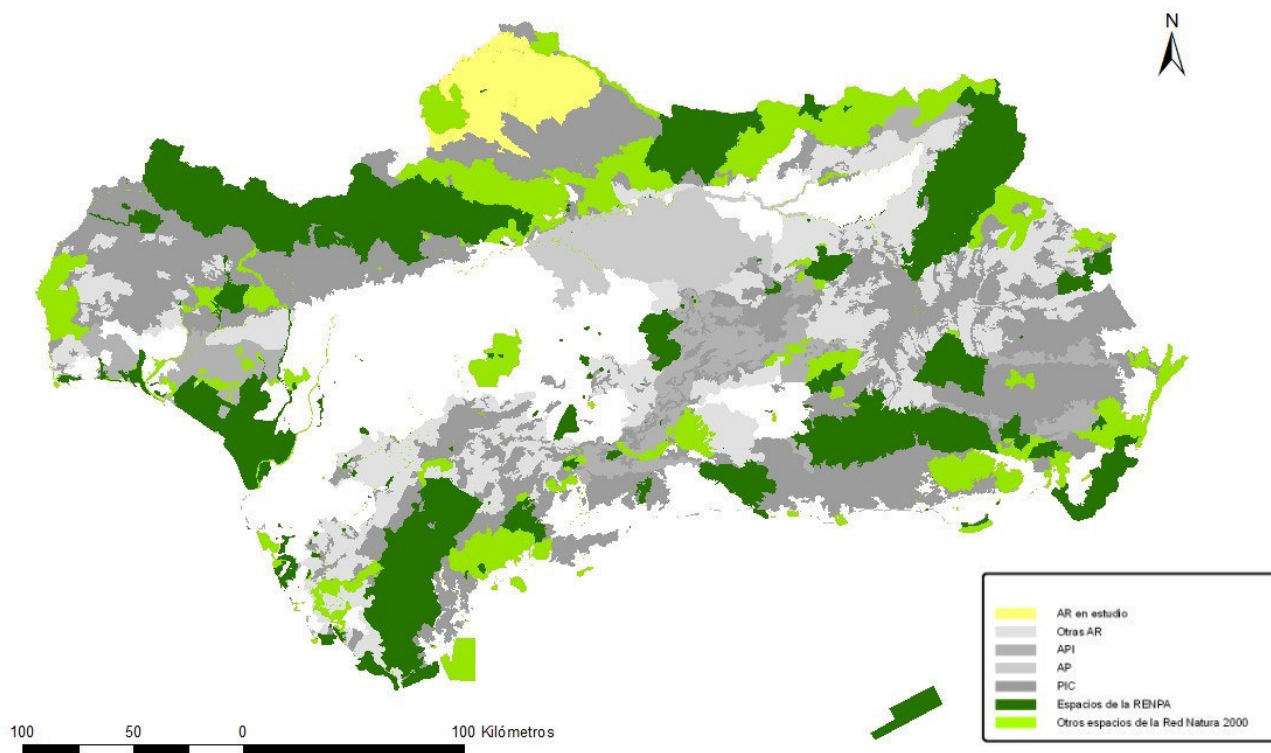 N
AR en estudio
Otras AR
API
AP
PIC
Espacios de la RENPA
Otros espacios de la Red Natura 2000
100 50 0 100 Kilómetros